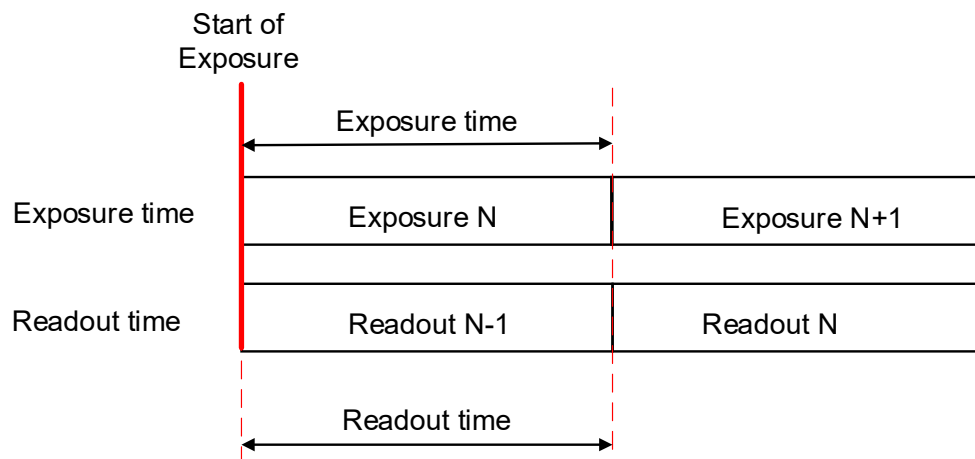 Start of
Exposure
Exposure time
Exposure time
Exposure N
Exposure N+1
Readout time
Readout N-1
Readout N
Readout time